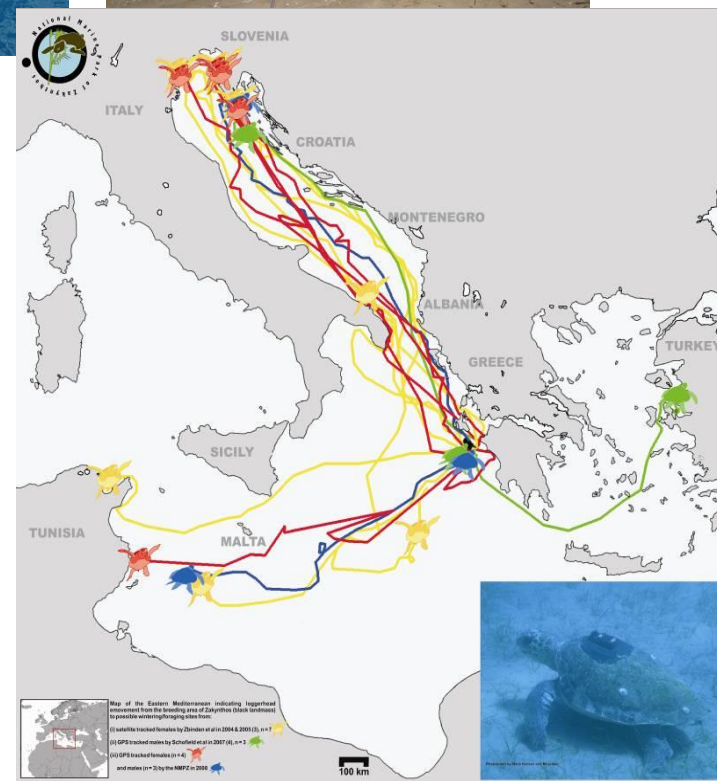 National Marine Park of Zakynthos
SLOVENIA
ITALY
CROATIA
MONTENEGRO
ALBANIA
GREECE
TURKEY
SICILY
TUNISIA
MALTA
Map of the Eastern Mediterranean indicating loggerhead
emovement from the breeding area of Zakynthos (black landmass)
to possible wintering/foraging sites from:
(i) satellite tracked females by Zbinden et al in 2004 & 2005 (3), n = 7
(ii) GPS tracked males by Schofield et al in 2007 (4), n = 3
(iii) GPS tracked females (n = 4)
and males (n = 3) by the NMPZ in 2008
100 km